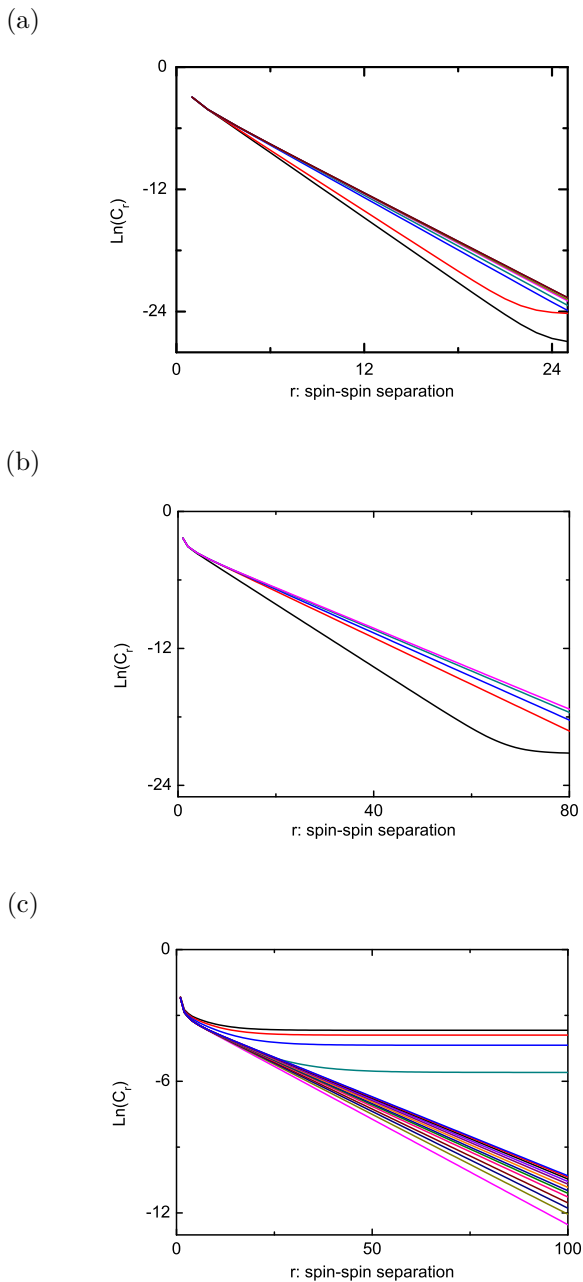 (a)
0
-12
-24
Ln(C_r)
0 12 24
r: spin-spin separation
(b)
0
-12
-24
Ln(C_r)
0 40 80
r: spin-spin separation
(c)
0
-6
-12
Ln(C_r)
0 50 100
r: spin-spin separation